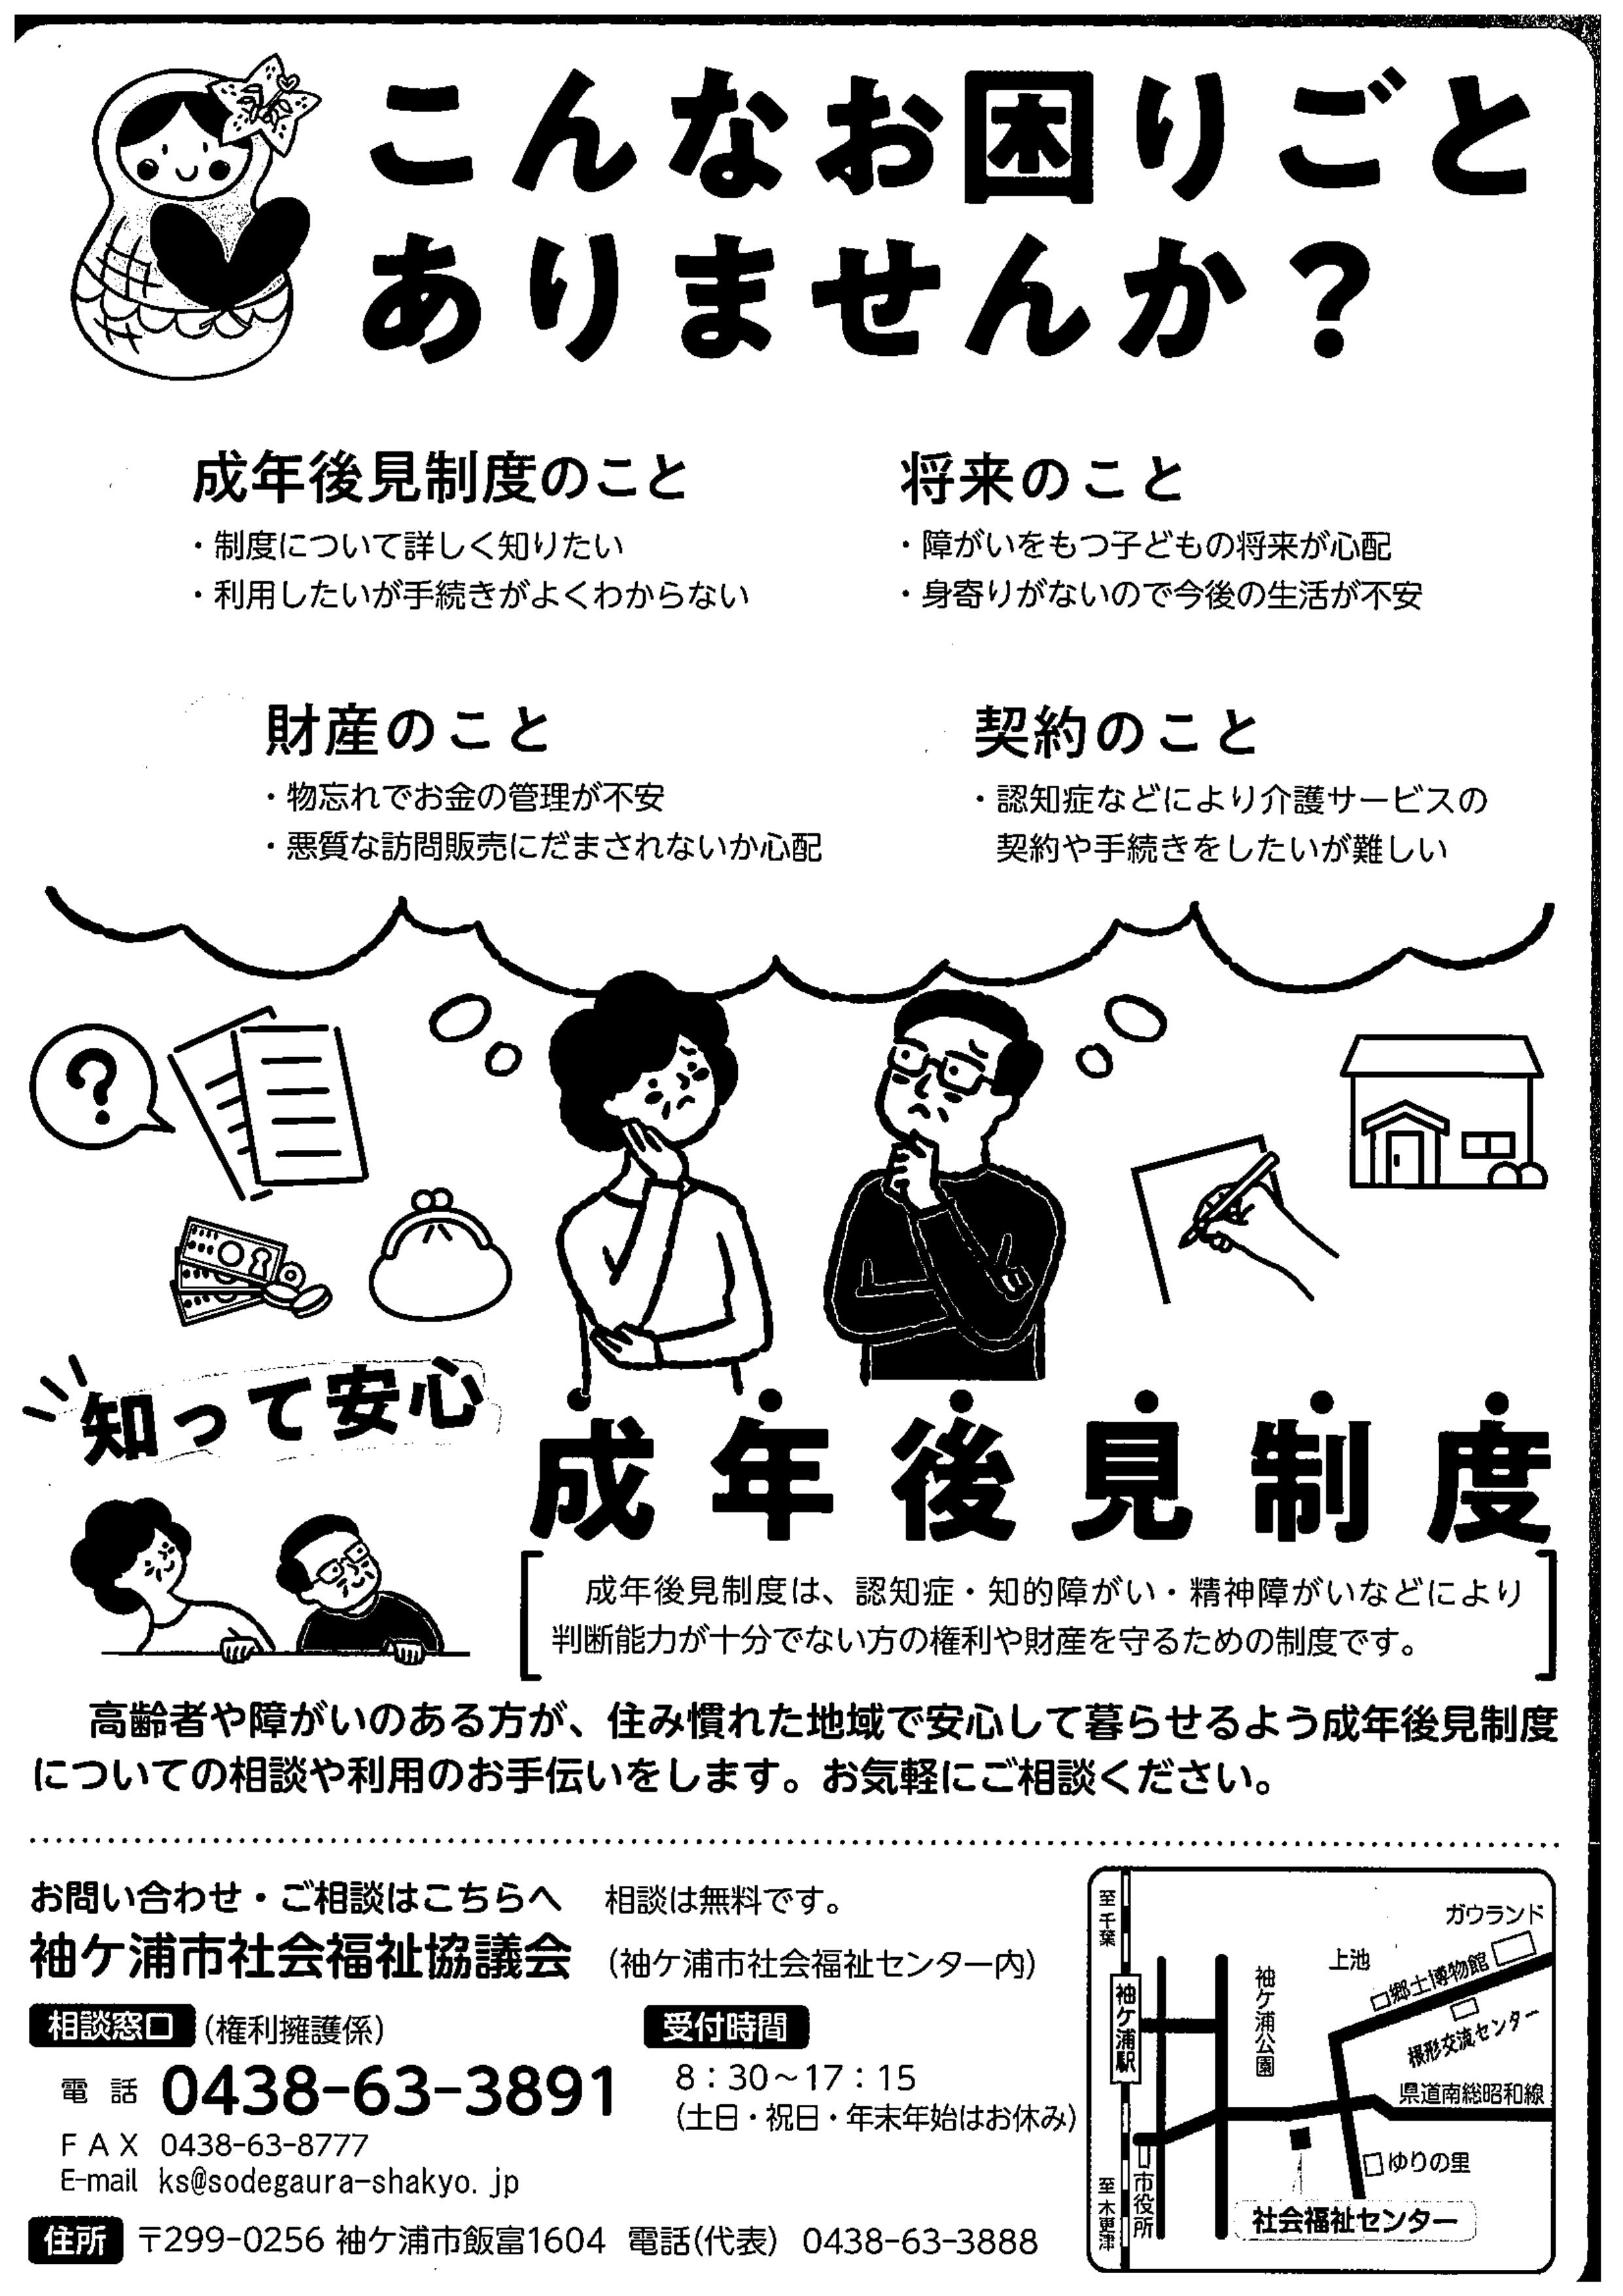 こんなお困りごと
ありませんか？
成年後見制度のこと
・制度について詳しく知りたい
・利用したいが手続きがよくわからない
将来のこと
・障がいをもつ子どもの将来が心配
・身寄りがないので今後の生活が不安
財産のこと
・物忘れでお金の管理が不安
・悪質な訪問販売にだまされないか心配
契約のこと
・認知症などにより介護サービスの
契約や手続きをしたいが難しい
?
知って安心
成年後見制度
成年後見制度は、認知症・知的障がい・精神障がいなどにより
判断能力が十分でない方の権利や財産を守るための制度です。
高齢者や障がいのある方が、住み慣れた地域で安心して暮らせるよう成年後見制度
についての相談や利用のお手伝いをします。お気軽にご相談ください。
お問い合わせ・ご相談はこちらへ 相談は無料です。
袖ケ浦市社会福祉協議会 (袖ケ浦市社会福祉センター内)
相談窓口 (権利擁護係)
電話 0438-63-3891
FAX 0438-63-8777
E-mail ks@sodegaura-shakyo.jp
受付時間
8：30～17：15
(土日・祝日・年末年始はお休み)
住所 〒299-0256 袖ケ浦市飯富1604 電話(代表) 0438-63-3888
至千葉
袖ケ浦駅
至木更津
市役所
袖ケ浦公園
上池
ガウランド
郷土博物館
根形交流センター
県道南総昭和線
ゆりの里
社会福祉センター